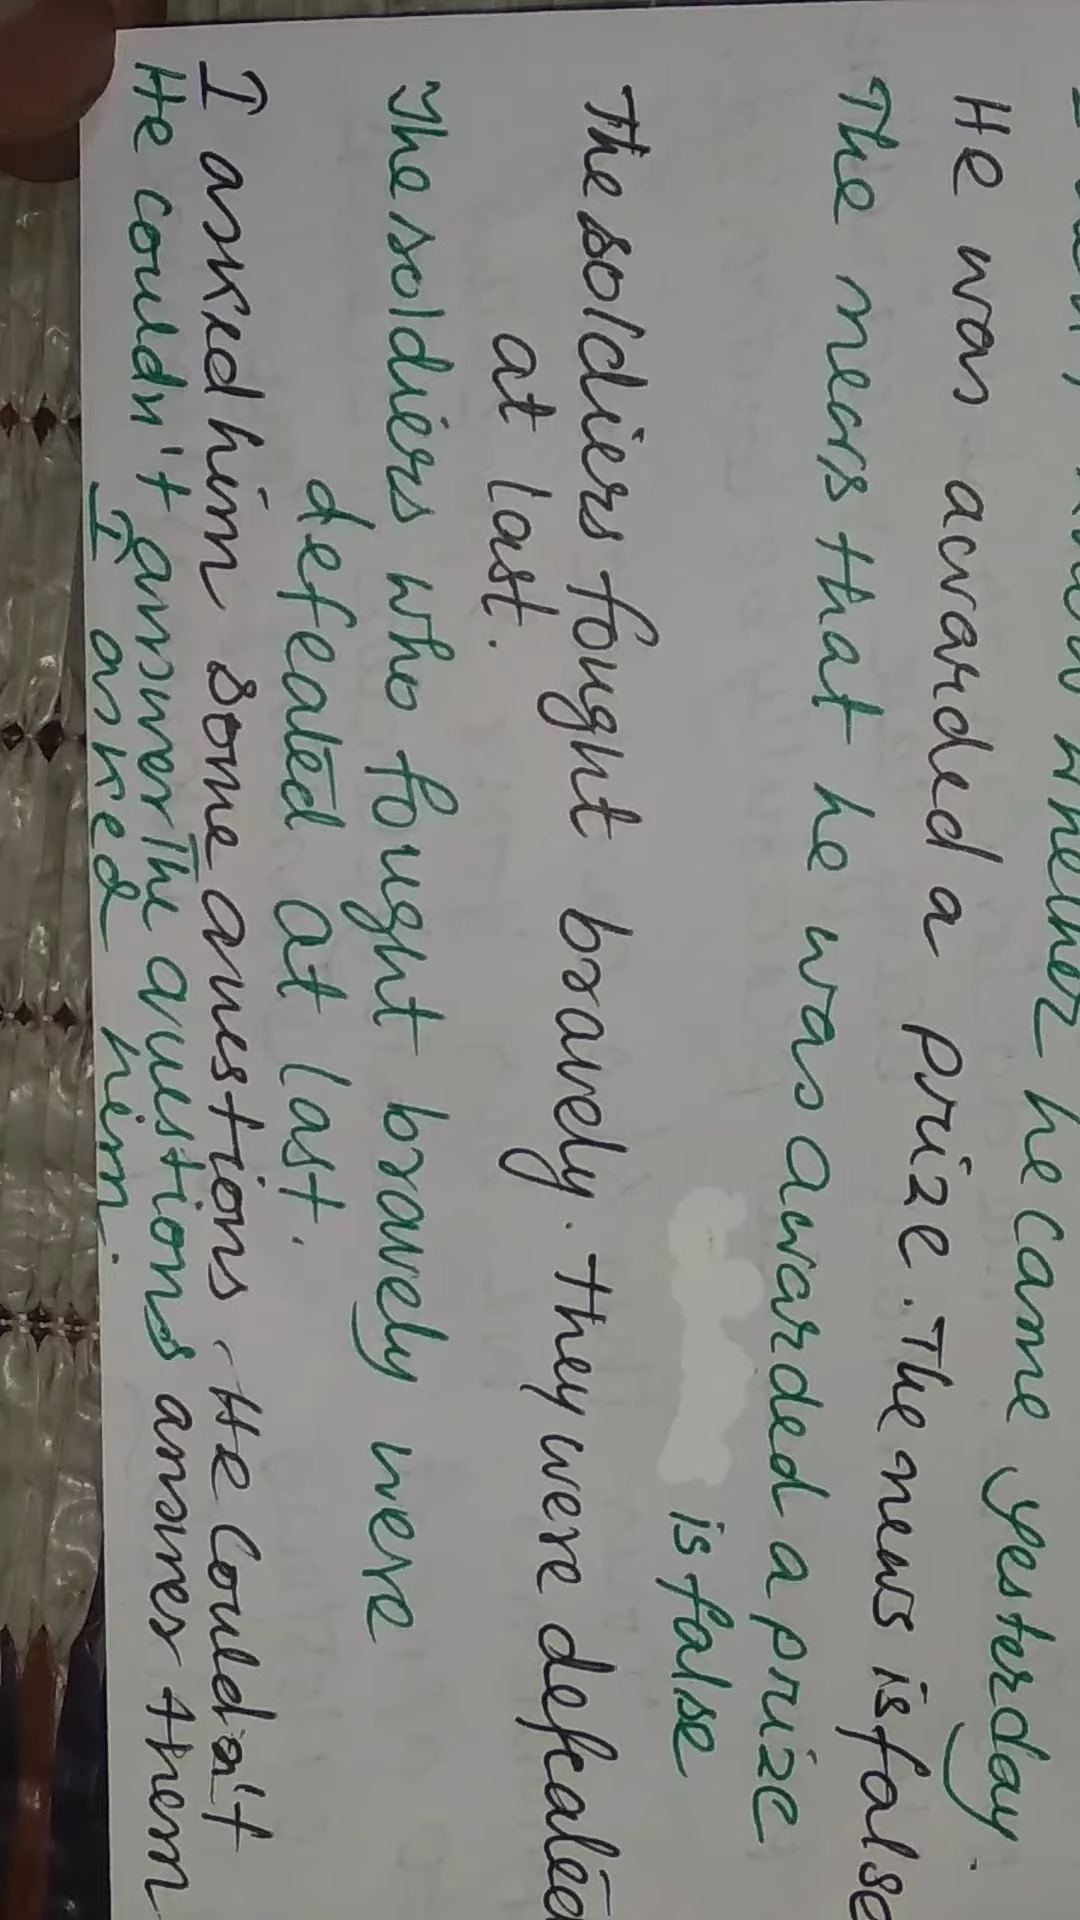 he came yesterday.
He was awarded a prize. The news is false
The news that he was awarded a prize
is false
The soldiers fought bravely. They were defeated
at last.
The soldiers who fought bravely were
defeated at last.
I asked him some questions. He couldn't
answer them
He couldn't answer the questions
I asked him.